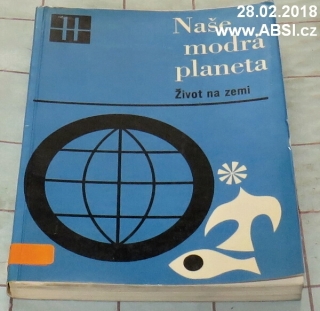 28.02.2018
www.ABSI.cz
Naše
modrá
planeta
Život na zemi